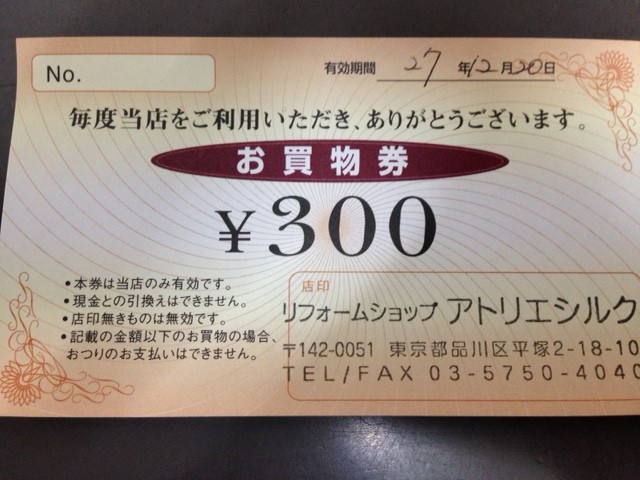 No.
有効期間 27 年 12 月 20 日
毎度当店をご利用いただき、ありがとうございます。
お買物券
¥300
•本券は当店のみ有効です。
•現金との引換えはできません。
•店印無きものは無効です。
•記載の金額以下のお買物の場合、
おつりのお支払いはできません。
店印
リフォームショップ アトリエシルク
〒142-0051 東京都品川区平塚2-18-10
TEL/FAX 03-5750-4040